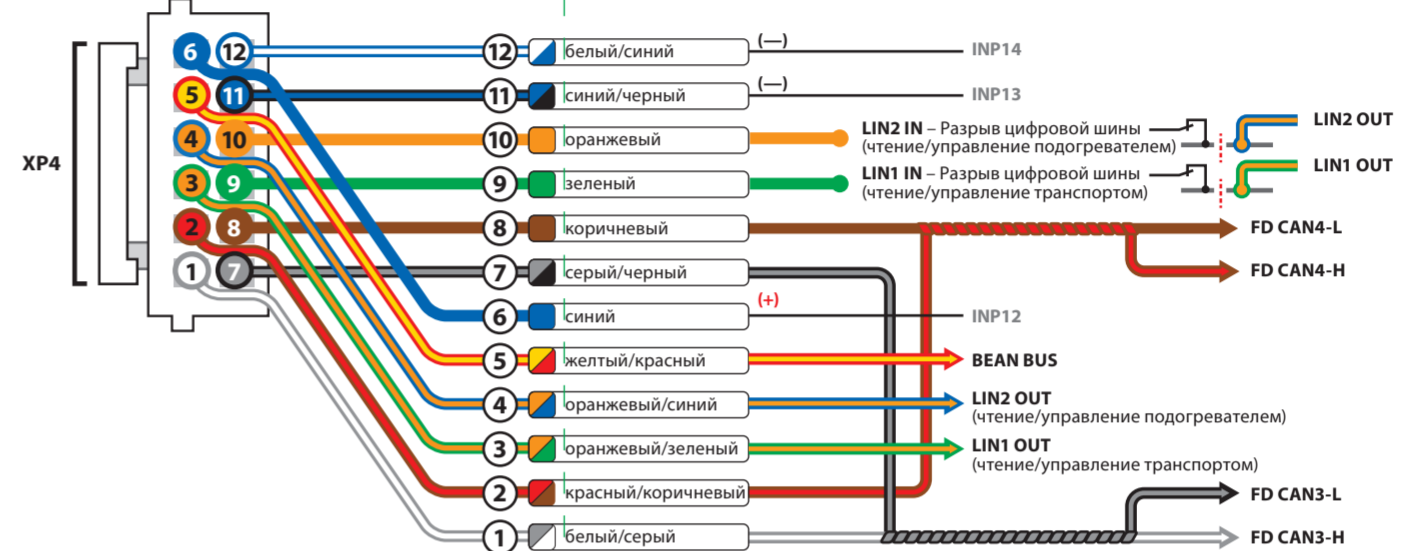 XP4
6 12
5 11
4 10
3 9
2 8
1 7
12 белый/синий (—) INP14
11 синий/черный (—) INP13
10 оранжевый LIN2 IN – Разрыв цифровой шины LIN2 OUT
(чтение/управление подогревателем)
9 зеленый LIN1 IN – Разрыв цифровой шины LIN1 OUT
(чтение/управление транспортом)
8 коричневый FD CAN4-L
7 серый/черный FD CAN4-H
6 синий (+) INP12
5 желтый/красный BEAN BUS
4 оранжевый/синий LIN2 OUT
(чтение/управление подогревателем)
3 оранжевый/зеленый LIN1 OUT
(чтение/управление транспортом)
2 красный/коричневый FD CAN3-L
1 белый/серый FD CAN3-H